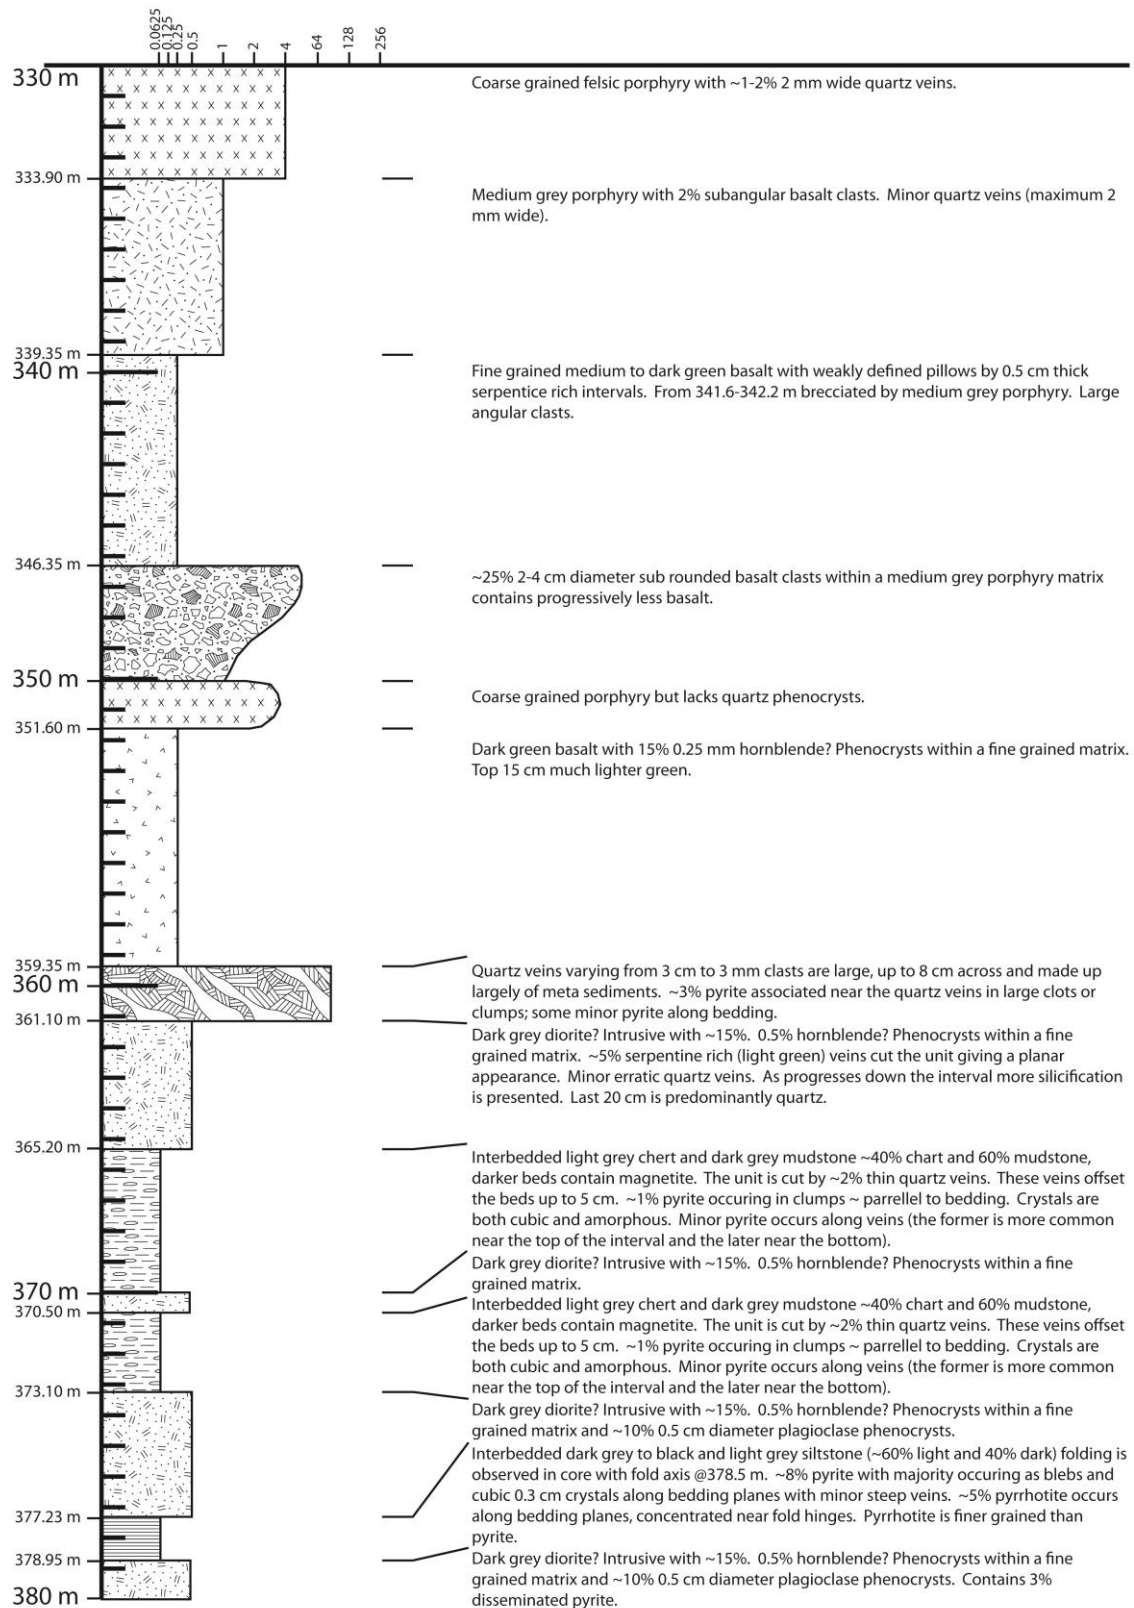 0.0625
0.125
0.25
0.5
1
2
4
64
128
256
330 m
Coarse grained felsic porphyry with ~1-2% 2 mm wide quartz veins.
333.90 m
Medium grey porphyry with 2% subangular basalt clasts. Minor quartz veins (maximum 2
mm wide).
339.35 m
340 m
Fine grained medium to dark green basalt with weakly defined pillows by 0.5 cm thick
serpentice rich intervals. From 341.6-342.2 m brecciated by medium grey porphyry. Large
angular clasts.
346.35 m
~25% 2-4 cm diameter sub rounded basalt clasts within a medium grey porphyry matrix
contains progressively less basalt.
350 m
Coarse grained porphyry but lacks quartz phenocrysts.
351.60 m
Dark green basalt with 15% 0.25 mm hornblende? Phenocrysts within a fine grained matrix.
Top 15 cm much lighter green.
359.35 m
360 m
Quartz veins varying from 3 cm to 3 mm clasts are large, up to 8 cm across and made up
largely of meta sediments. ~3% pyrite associated near the quartz veins in large clots or
clumps; some minor pyrite along bedding.
361.10 m
Dark grey diorite? Intrusive with ~15%. 0.5% hornblende? Phenocrysts within a fine
grained matrix. ~5% serpentine rich (light green) veins cut the unit giving a planar
appearance. Minor erratic quartz veins. As progresses down the interval more silicification
is presented. Last 20 cm is predominantly quartz.
365.20 m
Interbedded light grey chert and dark grey mudstone ~40% chart and 60% mudstone,
darker beds contain magnetite. The unit is cut by ~2% thin quartz veins. These veins offset
the beds up to 5 cm. ~1% pyrite occuring in clumps ~ parrellel to bedding. Crystals are
both cubic and amorphous. Minor pyrite occurs along veins (the former is more common
near the top of the interval and the later near the bottom).
370 m
Dark grey diorite? Intrusive with ~15%. 0.5% hornblende? Phenocrysts within a fine
grained matrix.
370.50 m
Interbedded light grey chert and dark grey mudstone ~40% chart and 60% mudstone,
darker beds contain magnetite. The unit is cut by ~2% thin quartz veins. These veins offset
the beds up to 5 cm. ~1% pyrite occuring in clumps ~ parrellel to bedding. Crystals are
both cubic and amorphous. Minor pyrite occurs along veins (the former is more common
near the top of the interval and the later near the bottom).
373.10 m
Dark grey diorite? Intrusive with ~15%. 0.5% hornblende? Phenocrysts within a fine
grained matrix and ~10% 0.5 cm diameter plagioclase phenocrysts.
377.23 m
Interbedded dark grey to black and light grey siltstone (~60% light and 40% dark) folding is
observed in core with fold axis @378.5 m. ~8% pyrite with majority occuring as blebs and
cubic 0.3 cm crystals along bedding planes with minor steep veins. ~5% pyrrhotite occurs
along bedding planes, concentrated near fold hinges. Pyrrhotite is finer grained than
pyrite.
378.95 m
380 m
Dark grey diorite? Intrusive with ~15%. 0.5% hornblende? Phenocrysts within a fine
grained matrix and ~10% 0.5 cm diameter plagioclase phenocrysts. Contains 3%
disseminated pyrite.